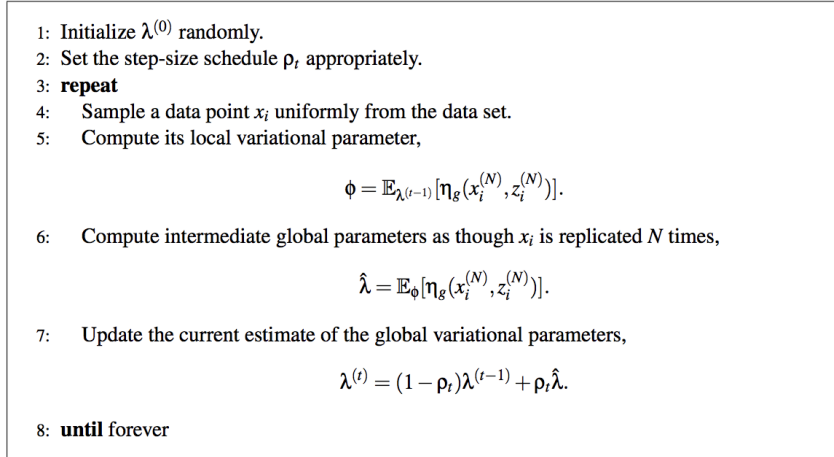 1: Initialize λ^(0) randomly.
2: Set the step-size schedule ρ_t appropriately.
3: repeat
4: Sample a data point x_i uniformly from the data set.
5: Compute its local variational parameter,
ϕ = 𝔼_{λ^(t−1)}[η_g(x_i^(N), z_i^(N))].
6: Compute intermediate global parameters as though x_i is replicated N times,
λ̂ = 𝔼_ϕ[η_g(x_i^(N), z_i^(N))].
7: Update the current estimate of the global variational parameters,
λ^(t) = (1−ρ_t)λ^(t−1) + ρ_t λ̂.
8: until forever